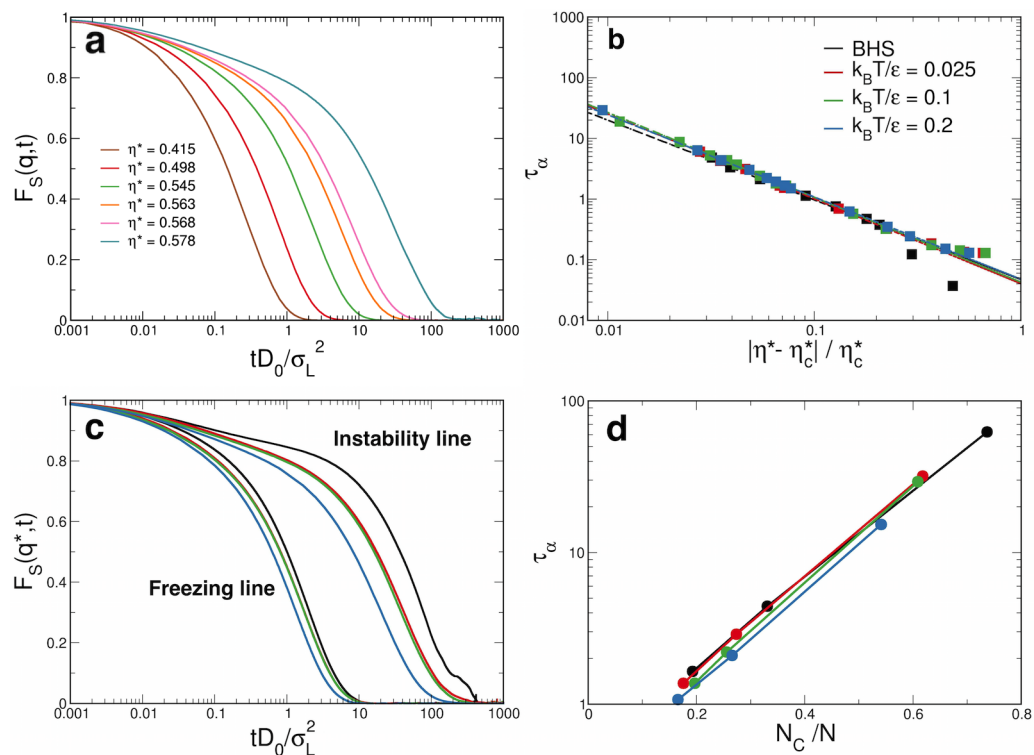 a
F_S(q,t)
1
0.8
0.6
0.4
0.2
0
η* = 0.415
η* = 0.498
η* = 0.545
η* = 0.563
η* = 0.568
η* = 0.578
0.001 0.01 0.1 1 10 100 1000
tD_0/σ_L^2
b
τ_α
1000
100
10
1
0.1
0.01
BHS
k_BT/ε = 0.025
k_BT/ε = 0.1
k_BT/ε = 0.2
0.01 0.1 1
|η*- η_c*| / η_c*
c
F_S(q*,t)
1
0.8
0.6
0.4
0.2
0
Instability line
Freezing line
0.001 0.01 0.1 1 10 100 1000
tD_0/σ_L^2
d
τ_α
100
10
1
0 0.2 0.4 0.6 0.8
N_C /N